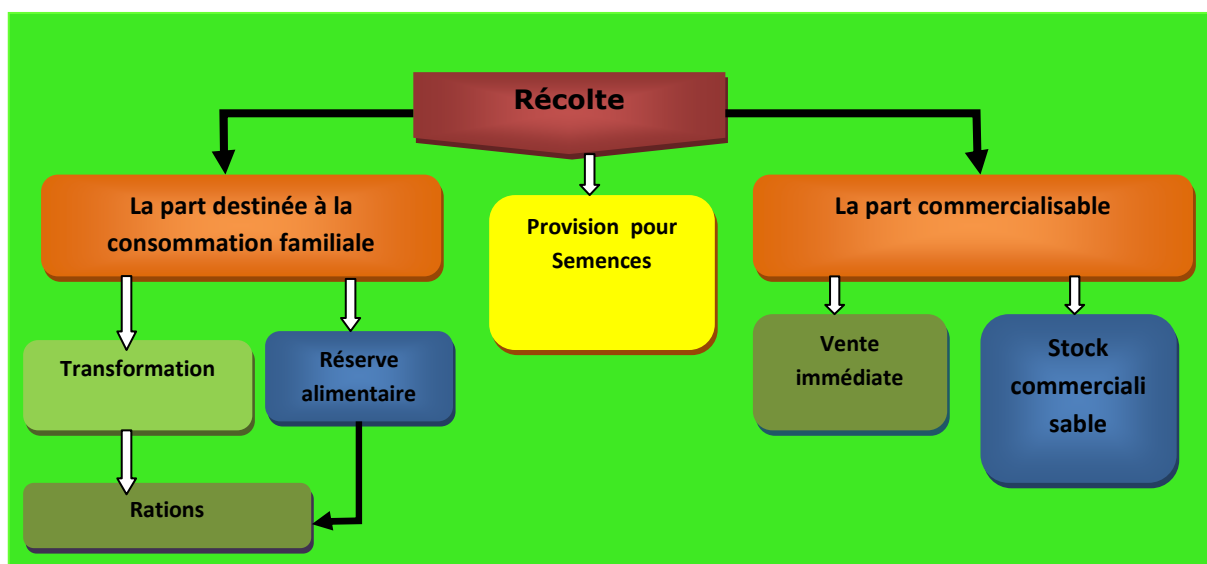 Récolte
La part destinée à la
consommation familiale
Provision pour
Semences
La part commercialisable
Transformation
Réserve
alimentaire
Vente
immédiate
Stock
commerciali
sable
Rations